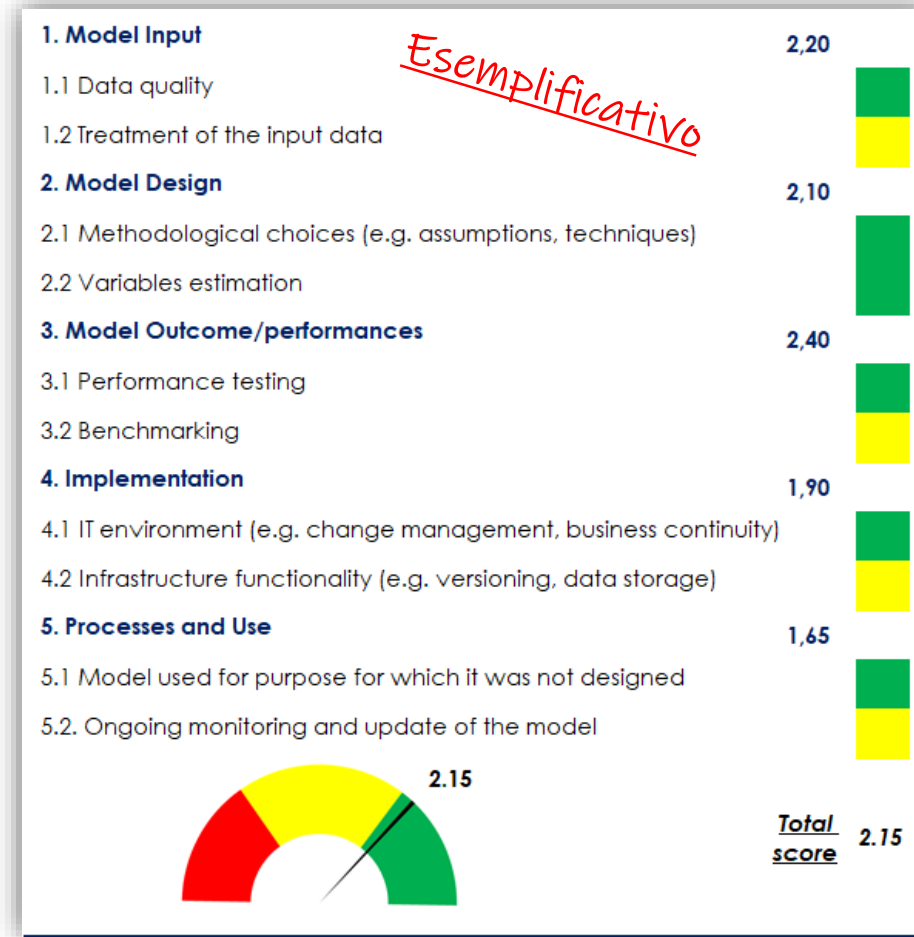 1. Model Input 2,20
Esemplificativo
1.1 Data quality
1.2 Treatment of the input data
2. Model Design 2,10
2.1 Methodological choices (e.g. assumptions, techniques)
2.2 Variables estimation
3. Model Outcome/performances 2,40
3.1 Performance testing
3.2 Benchmarking
4. Implementation 1,90
4.1 IT environment (e.g. change management, business continuity)
4.2 Infrastructure functionality (e.g. versioning, data storage)
5. Processes and Use 1,65
5.1 Model used for purpose for which it was not designed
5.2. Ongoing monitoring and update of the model
2.15
Total
score 2.15